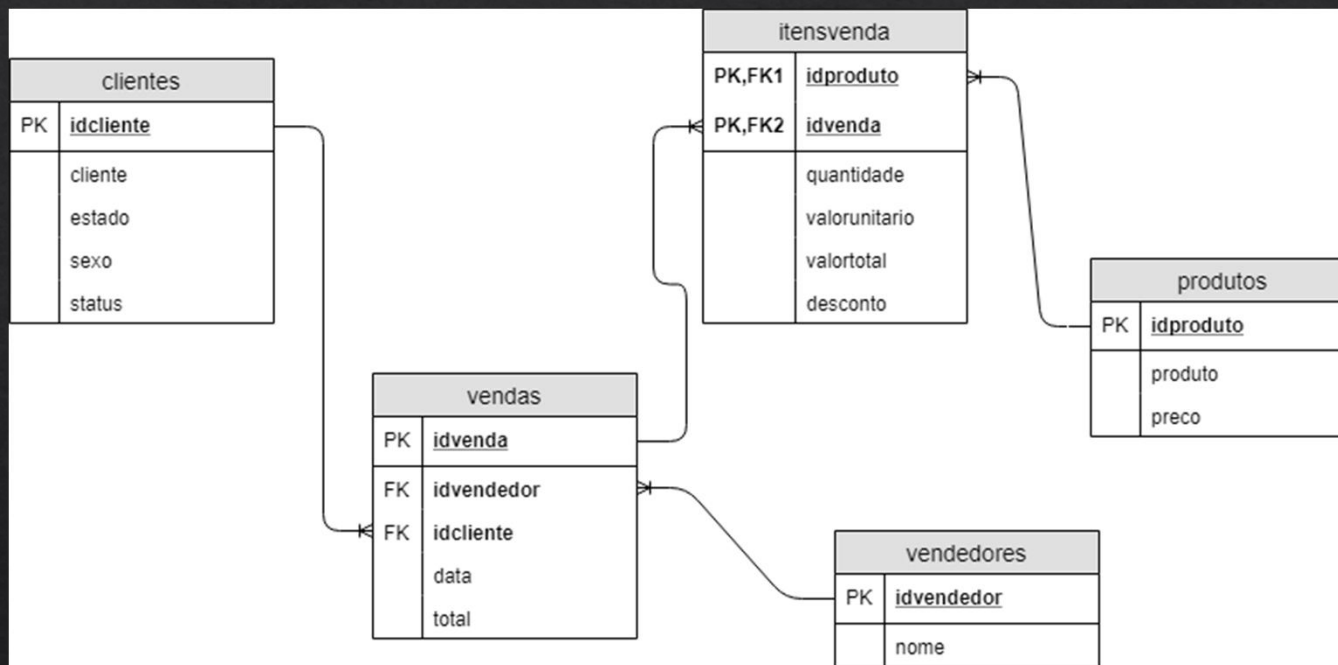 clientes
PK idcliente
cliente
estado
sexo
status
itensvenda
PK,FK1 idproduto
PK,FK2 idvenda
quantidade
valorunitario
valortotal
desconto
produtos
PK idproduto
produto
preco
vendas
PK idvenda
FK idvendedor
FK idcliente
data
total
vendedores
PK idvendedor
nome